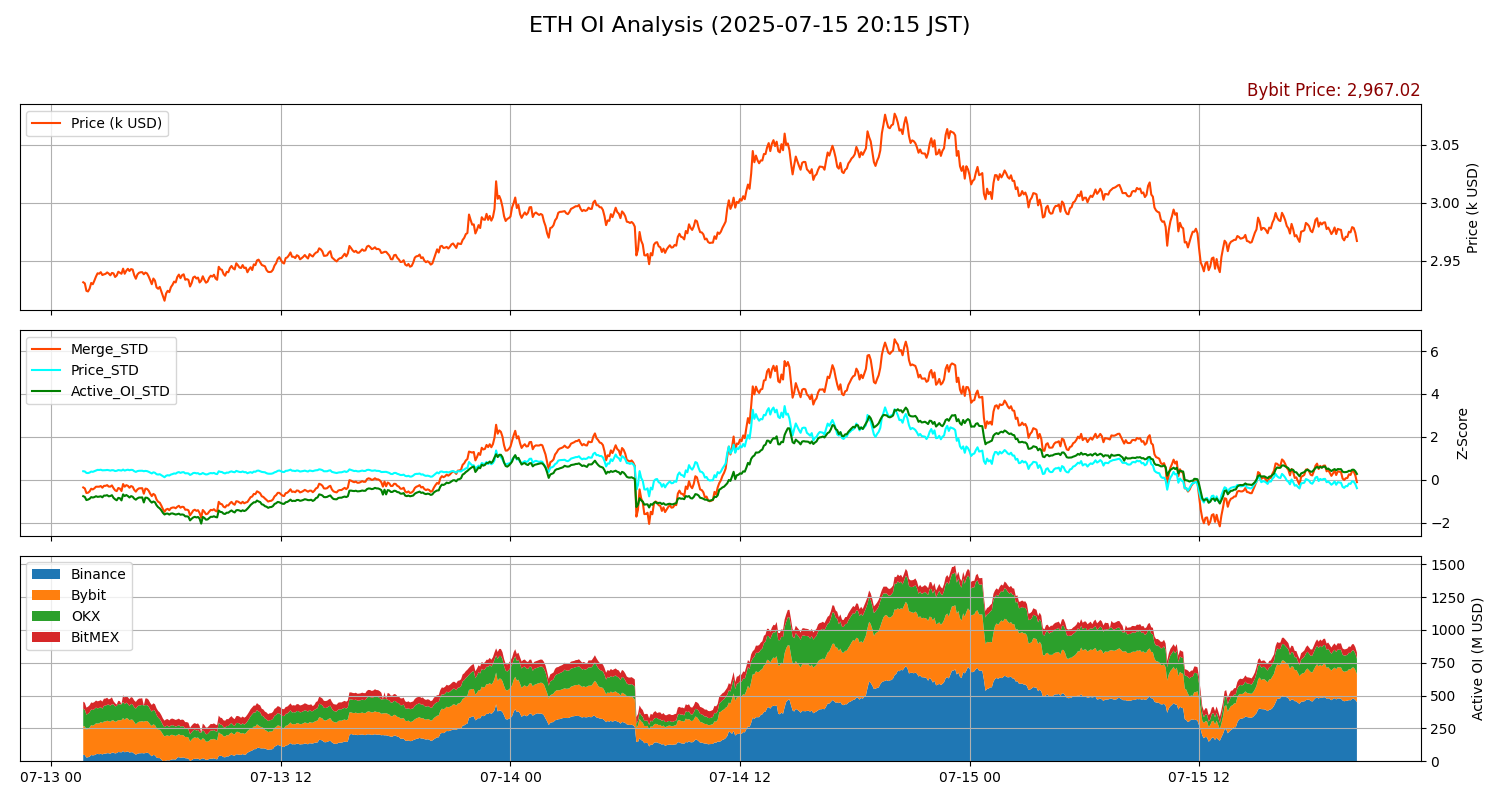 ETH OI Analysis (2025-07-15 20:15 JST)
Bybit Price: 2,967.02
Price (k USD)
3.05
3.00
2.95
Price (k USD)
Merge_STD
Price_STD
Active_OI_STD
6
4
2
0
−2
Z-Score
Binance
Bybit
OKX
BitMEX
1500
1250
1000
750
500
250
0
Active OI (M USD)
07-13 00
07-13 12
07-14 00
07-14 12
07-15 00
07-15 12